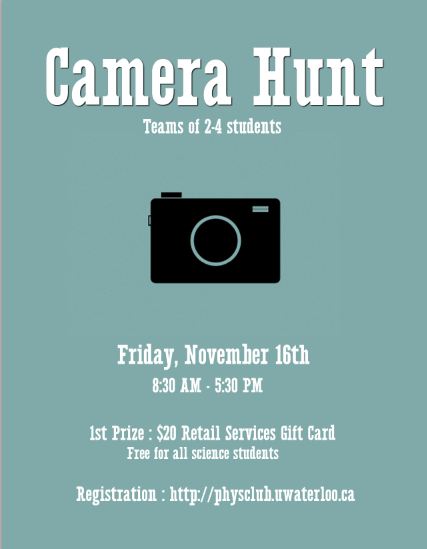 Camera Hunt
Teams of 2-4 students
Friday, November 16th
8:30 AM - 5:30 PM
1st Prize : $20 Retail Services Gift Card
Free for all science students
Registration : http://physclub.uwaterloo.ca